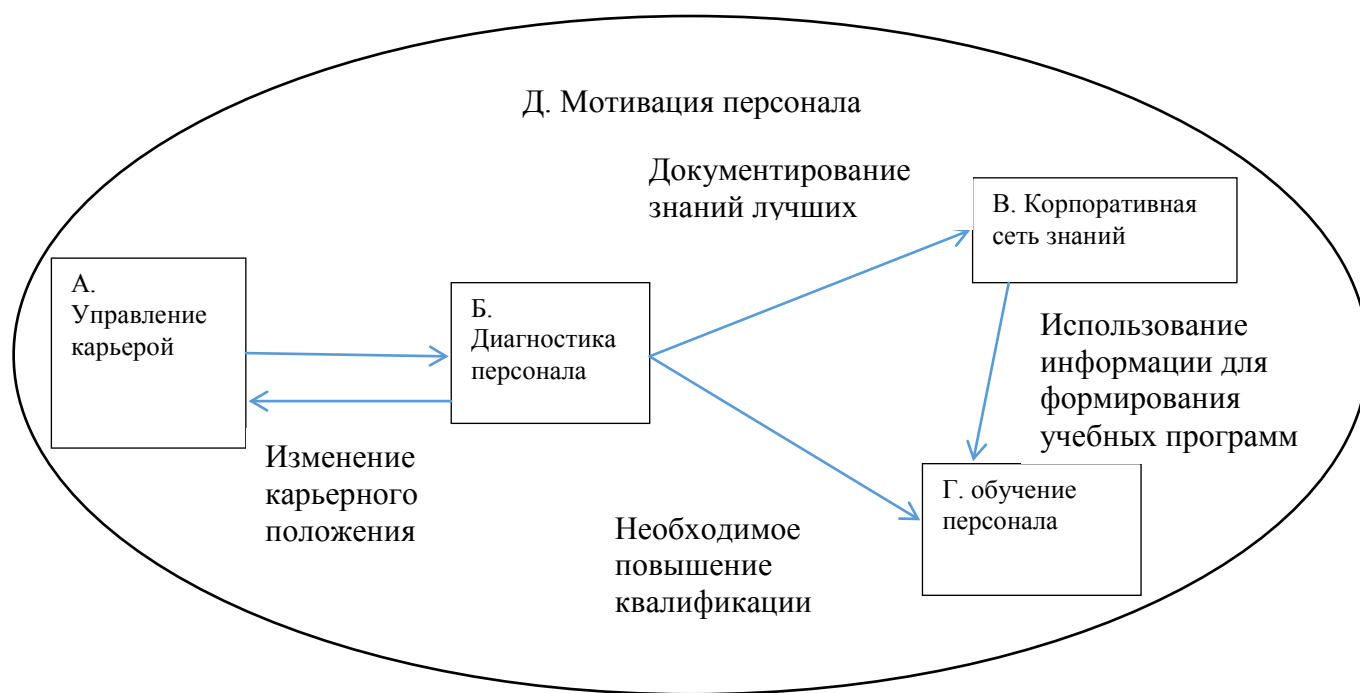 Д. Мотивация персонала
Документирование
знаний лучших
В. Корпоративная
сеть знаний
А.
Управление
карьерой
Б.
Диагностика
персонала
Использование
информации для
формирования
учебных программ
Изменение
карьерного
положения
Г. обучение
персонала
Необходимое
повышение
квалификации